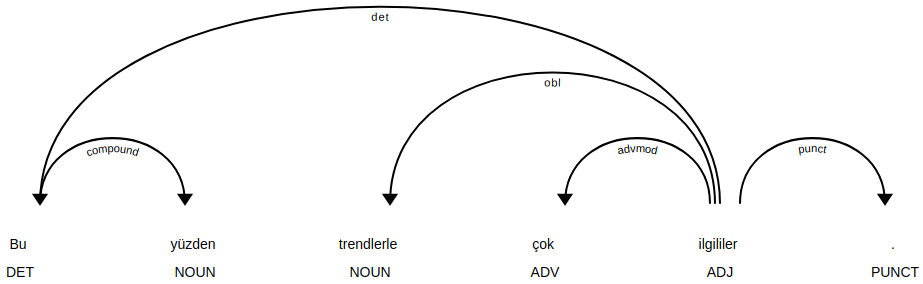 det
obl
compound advmod punct
Bu yüzden trendlerle çok ilgililer .
DET NOUN NOUN ADV ADJ PUNCT